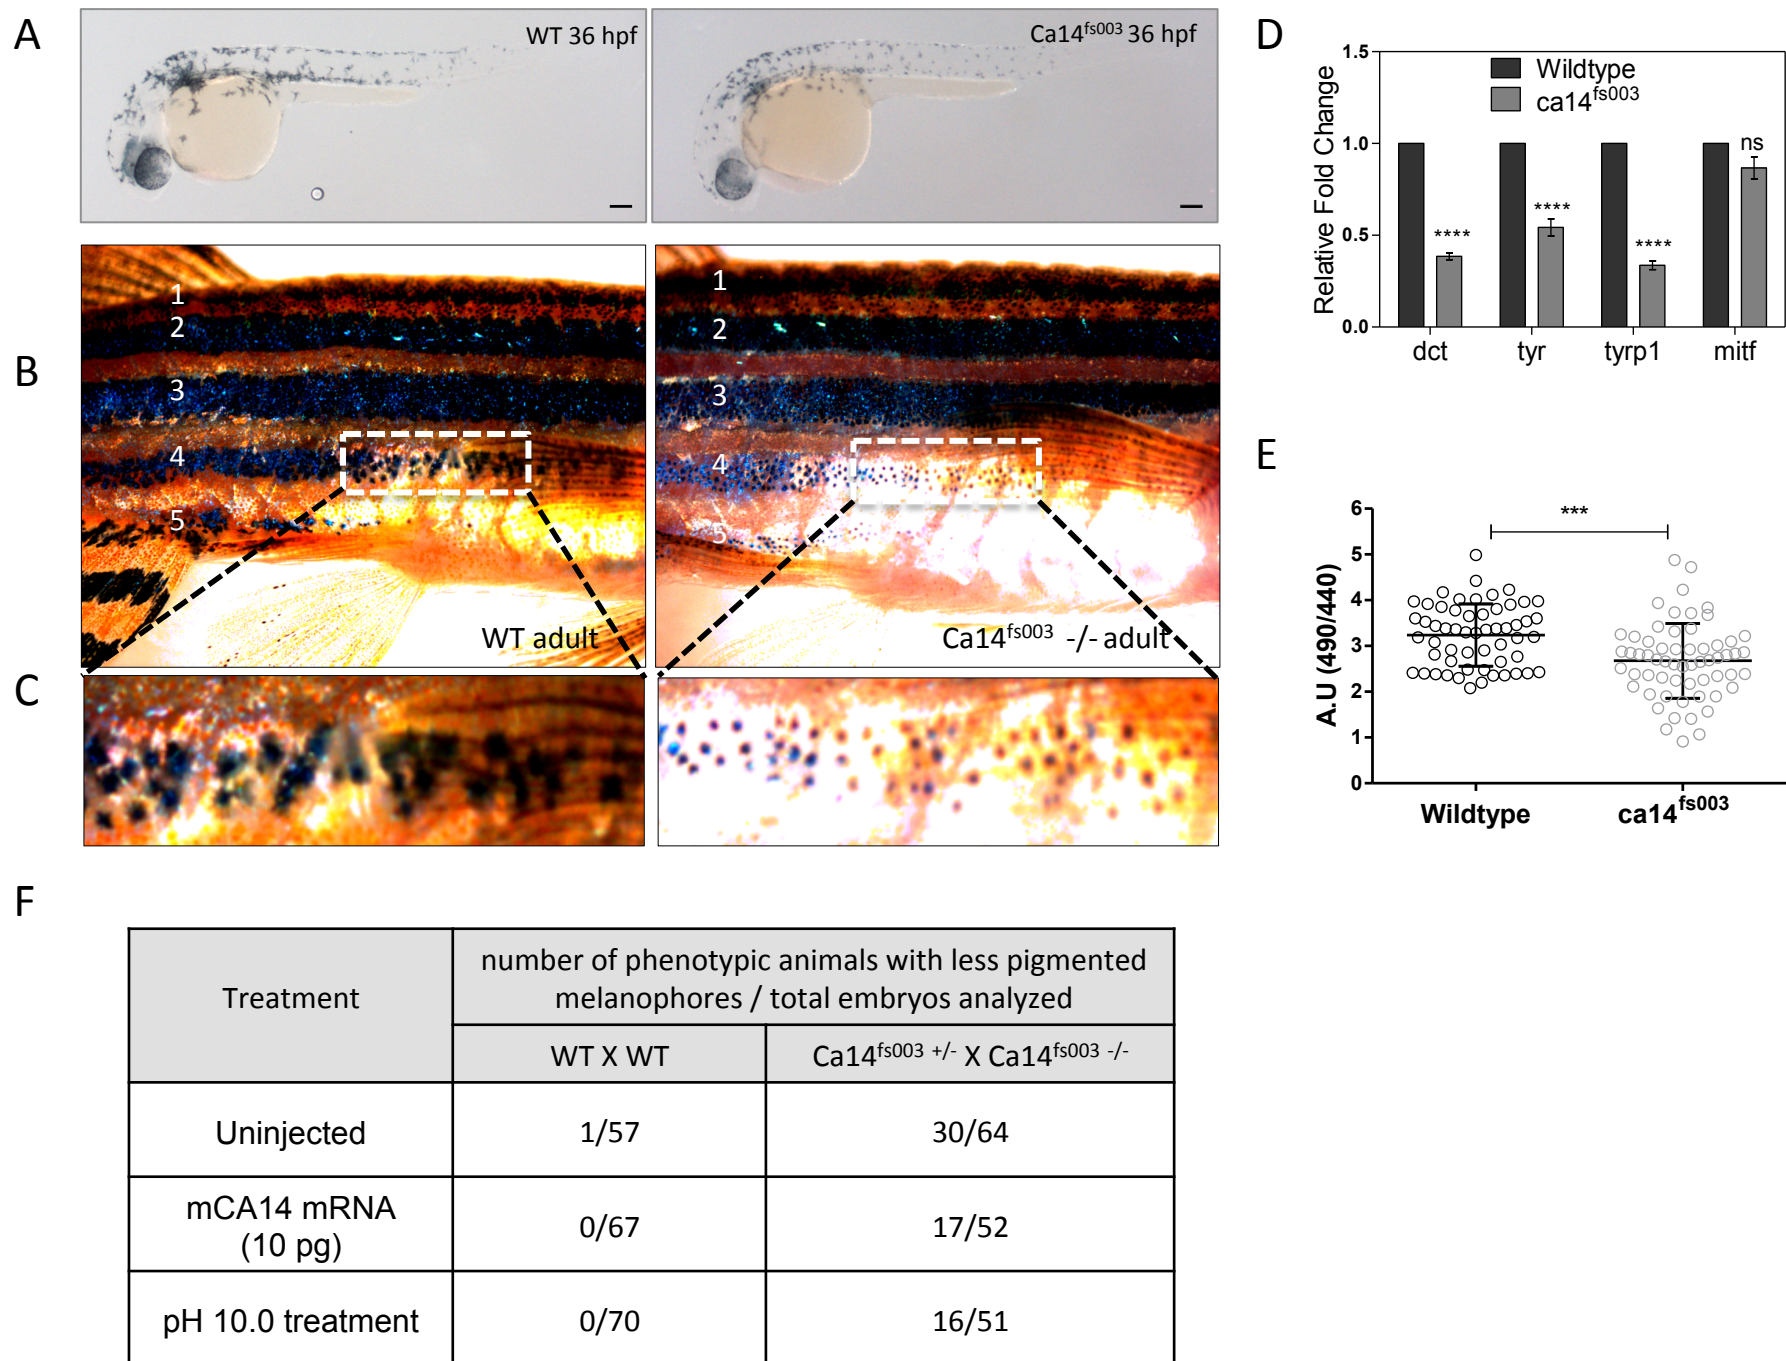 A
WT 36 hpf
Ca14fs003 36 hpf
B
1
2
3
4
5
WT adult
1
2
3
4
5
Ca14fs003 -/- adult
C
D
Relative Fold Change
1.5
1.0
0.5
0.0
Wildtype
ca14fs003
****
****
****
ns
dct
tyr
tyrp1
mitf
E
A.U (490/440)
6
5
4
3
2
1
0
***
Wildtype
ca14fs003
F
Treatment
number of phenotypic animals with less pigmented
melanophores / total embryos analyzed
WT X WT
Ca14fs003 +/- X Ca14fs003 -/-
Uninjected
1/57
30/64
mCA14 mRNA
(10 pg)
0/67
17/52
pH 10.0 treatment
0/70
16/51